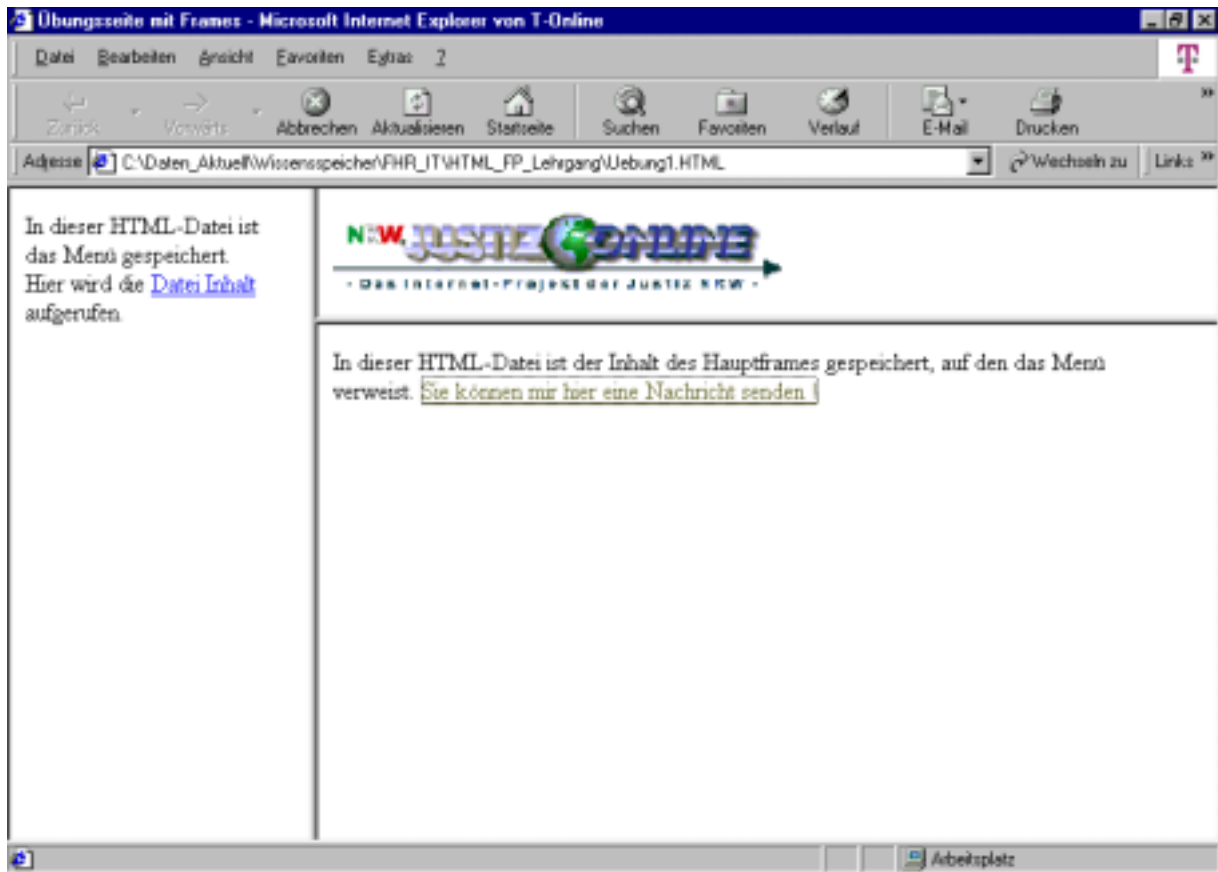 Übungsseite mit Frames - Microsoft Internet Explorer von T-Online
Datei Bearbeiten Ansicht Favoriten Extras ?
T
Zurück Vorwärts Abbrechen Aktualisieren Startseite Suchen Favoriten Verlauf E-Mail Drucken »
Adresse C:\Daten_Aktuell\Wissensspeicher\FHR_IT\HTML_FP_Lehrgang\Uebung1.HTML Wechseln zu Links »
In dieser HTML-Datei ist
das Menü gespeichert.
Hier wird die Datei Inhalt
aufgerufen.
NRW. JUSTIZ ONLINE
- Das Internet-Projekt der Justiz NRW -
In dieser HTML-Datei ist der Inhalt des Hauptframes gespeichert, auf den das Menü
verweist. Sie können mir hier eine Nachricht senden !
Arbeitsplatz